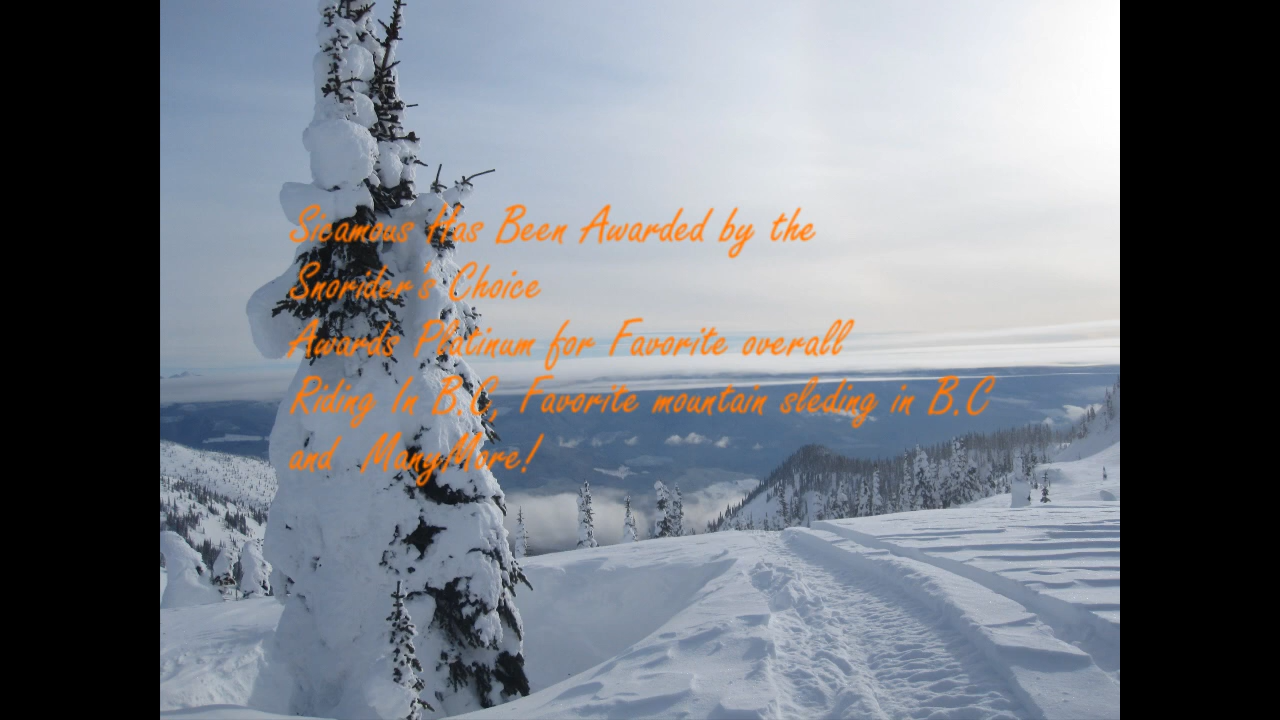 Sicamous Has Been Awarded by the
Snorider's Choice
Awards Platinum for Favorite overall
Riding In B.C, Favorite mountain sleding in B.C
and ManyMore!